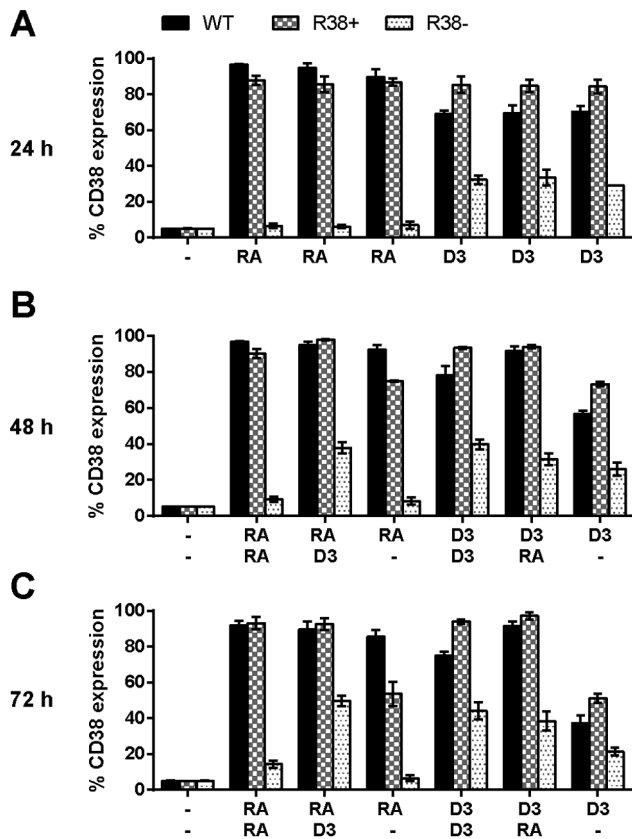 A
WT R38+ R38-
24 h
% CD38 expression
100
80
60
40
20
0
- RA RA RA D3 D3 D3
B
48 h
% CD38 expression
100
80
60
40
20
0
- RA RA RA D3 D3 D3
- RA D3 - D3 RA -
C
72 h
% CD38 expression
100
80
60
40
20
0
- RA RA RA D3 D3 D3
- RA D3 - D3 RA -